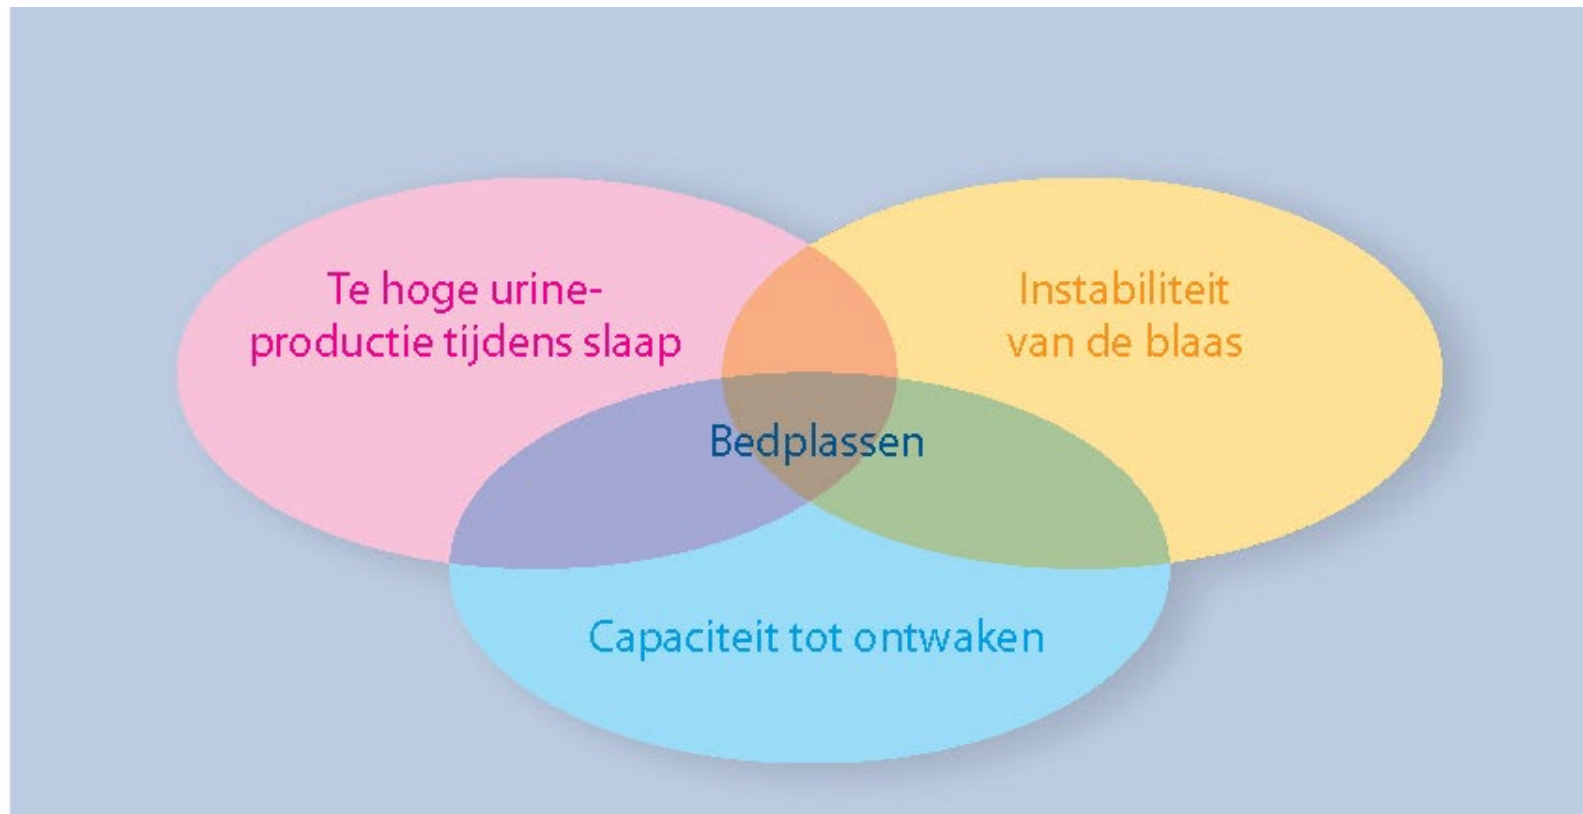 Te hoge urine-
productie tijdens slaap
Instabiliteit
van de blaas
Bedplassen
Capaciteit tot ontwaken